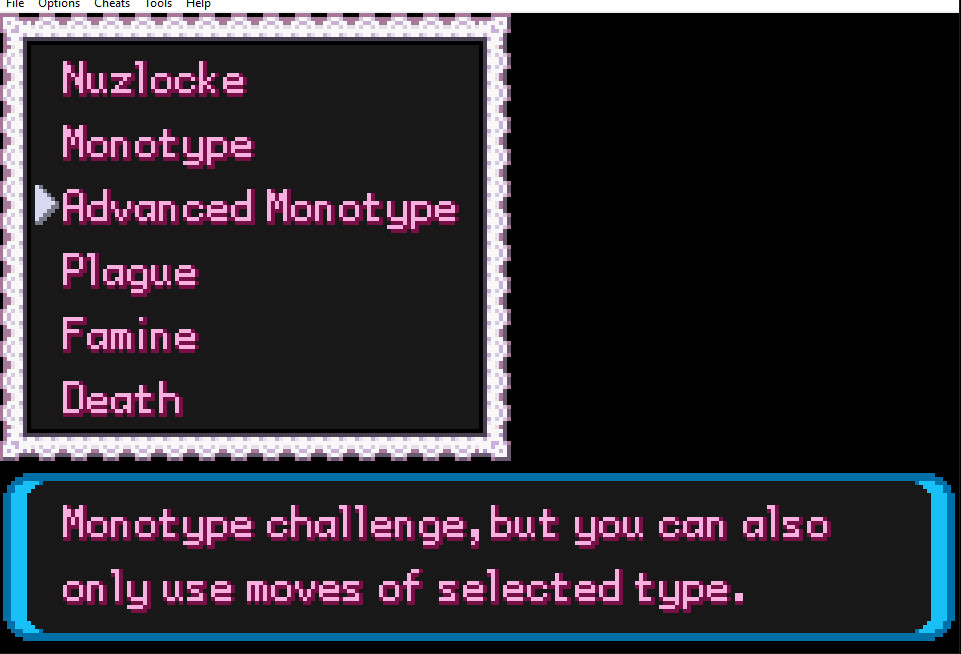 File Options Cheats Tools Help
Nuzlocke
Monotype
Advanced Monotype
Plague
Famine
Death
Monotype challenge, but you can also
only use moves of selected type.